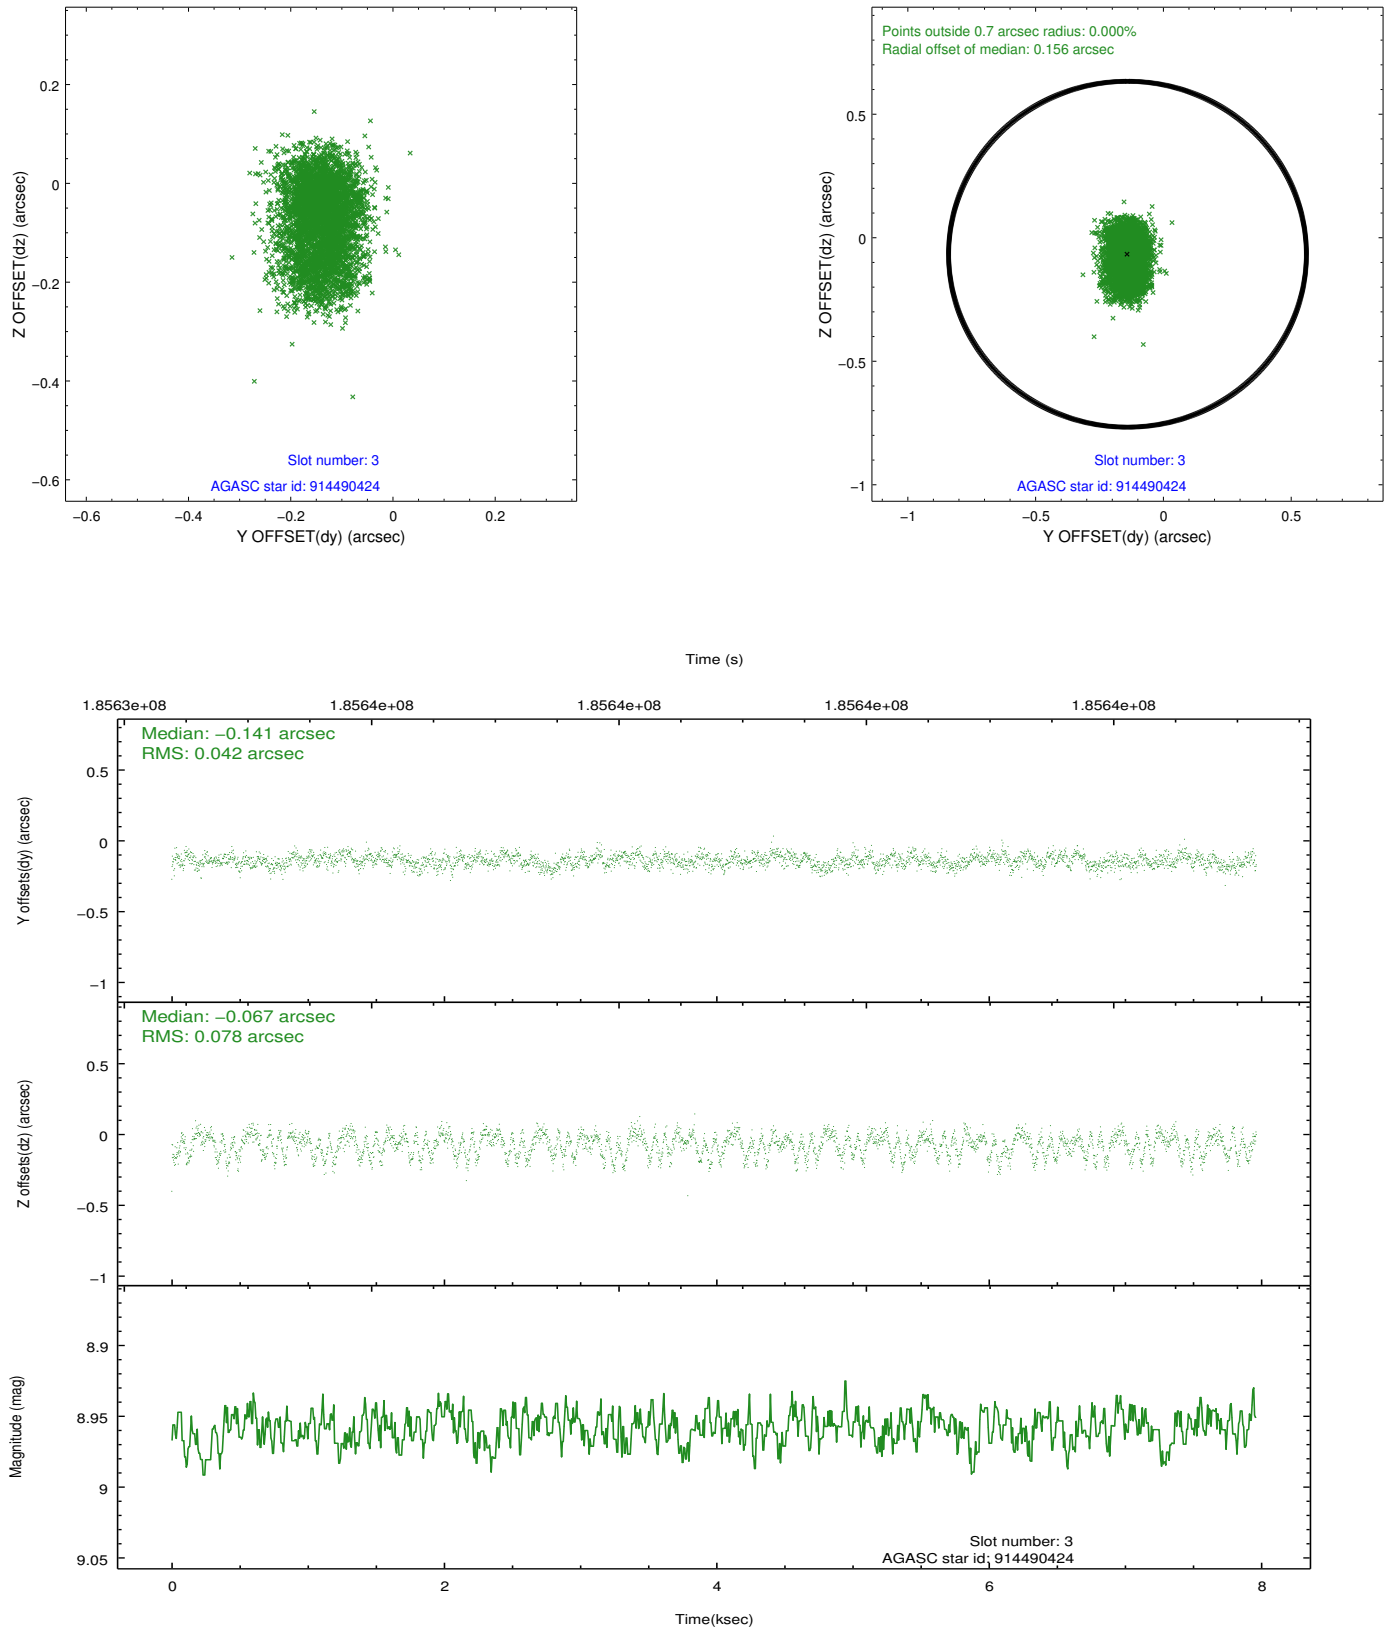 0.2
0
−0.2
−0.4
−0.6
Z OFFSET(dz) (arcsec)
Slot number: 3
AGASC star id: 914490424
−0.6 −0.4 −0.2 0 0.2
Y OFFSET(dy) (arcsec)
Points outside 0.7 arcsec radius: 0.000%
Radial offset of median: 0.156 arcsec
0.5
0
−0.5
−1
Z OFFSET(dz) (arcsec)
Slot number: 3
AGASC star id: 914490424
−1 −0.5 0 0.5
Y OFFSET(dy) (arcsec)
Time (s)
1.8563e+08 1.8564e+08 1.8564e+08 1.8564e+08 1.8564e+08
Median: −0.141 arcsec
RMS: 0.042 arcsec
0.5
0
−0.5
−1
Y offsets(dy) (arcsec)
Median: −0.067 arcsec
RMS: 0.078 arcsec
0.5
0
−0.5
−1
Z offsets(dz) (arcsec)
8.9
8.95
9
9.05
Magnitude (mag)
Slot number: 3
AGASC star id: 914490424
0 2 4 6 8
Time(ksec)